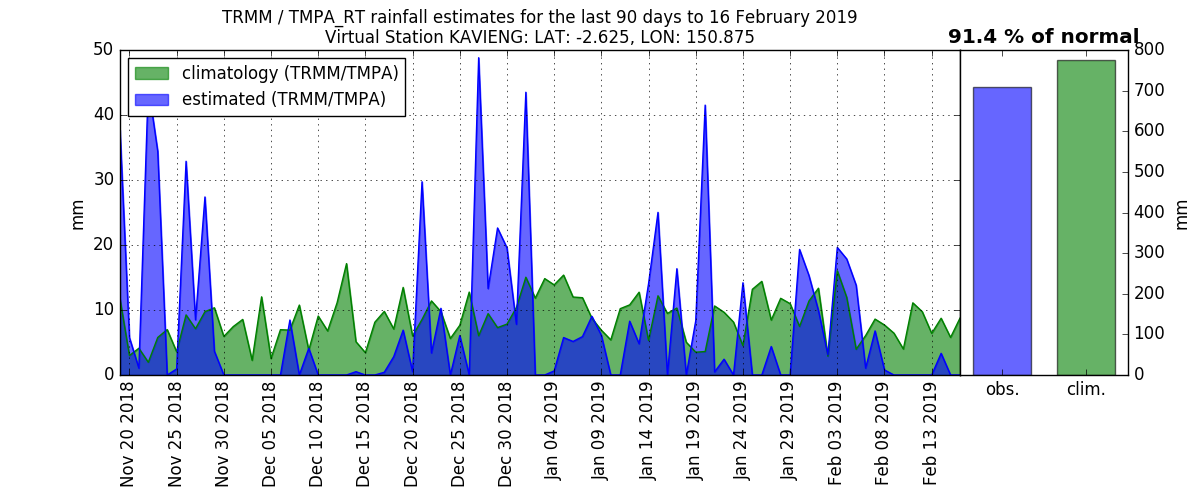 TRMM / TMPA_RT rainfall estimates for the last 90 days to 16 February 2019
Virtual Station KAVIENG: LAT: -2.625, LON: 150.875
91.4 % of normal
climatology (TRMM/TMPA)
estimated (TRMM/TMPA)
50
40
30
20
10
0
mm
800
700
600
500
400
300
200
100
0
mm
Nov 20 2018
Nov 25 2018
Nov 30 2018
Dec 05 2018
Dec 10 2018
Dec 15 2018
Dec 20 2018
Dec 25 2018
Dec 30 2018
Jan 04 2019
Jan 09 2019
Jan 14 2019
Jan 19 2019
Jan 24 2019
Jan 29 2019
Feb 03 2019
Feb 08 2019
Feb 13 2019
obs.
clim.